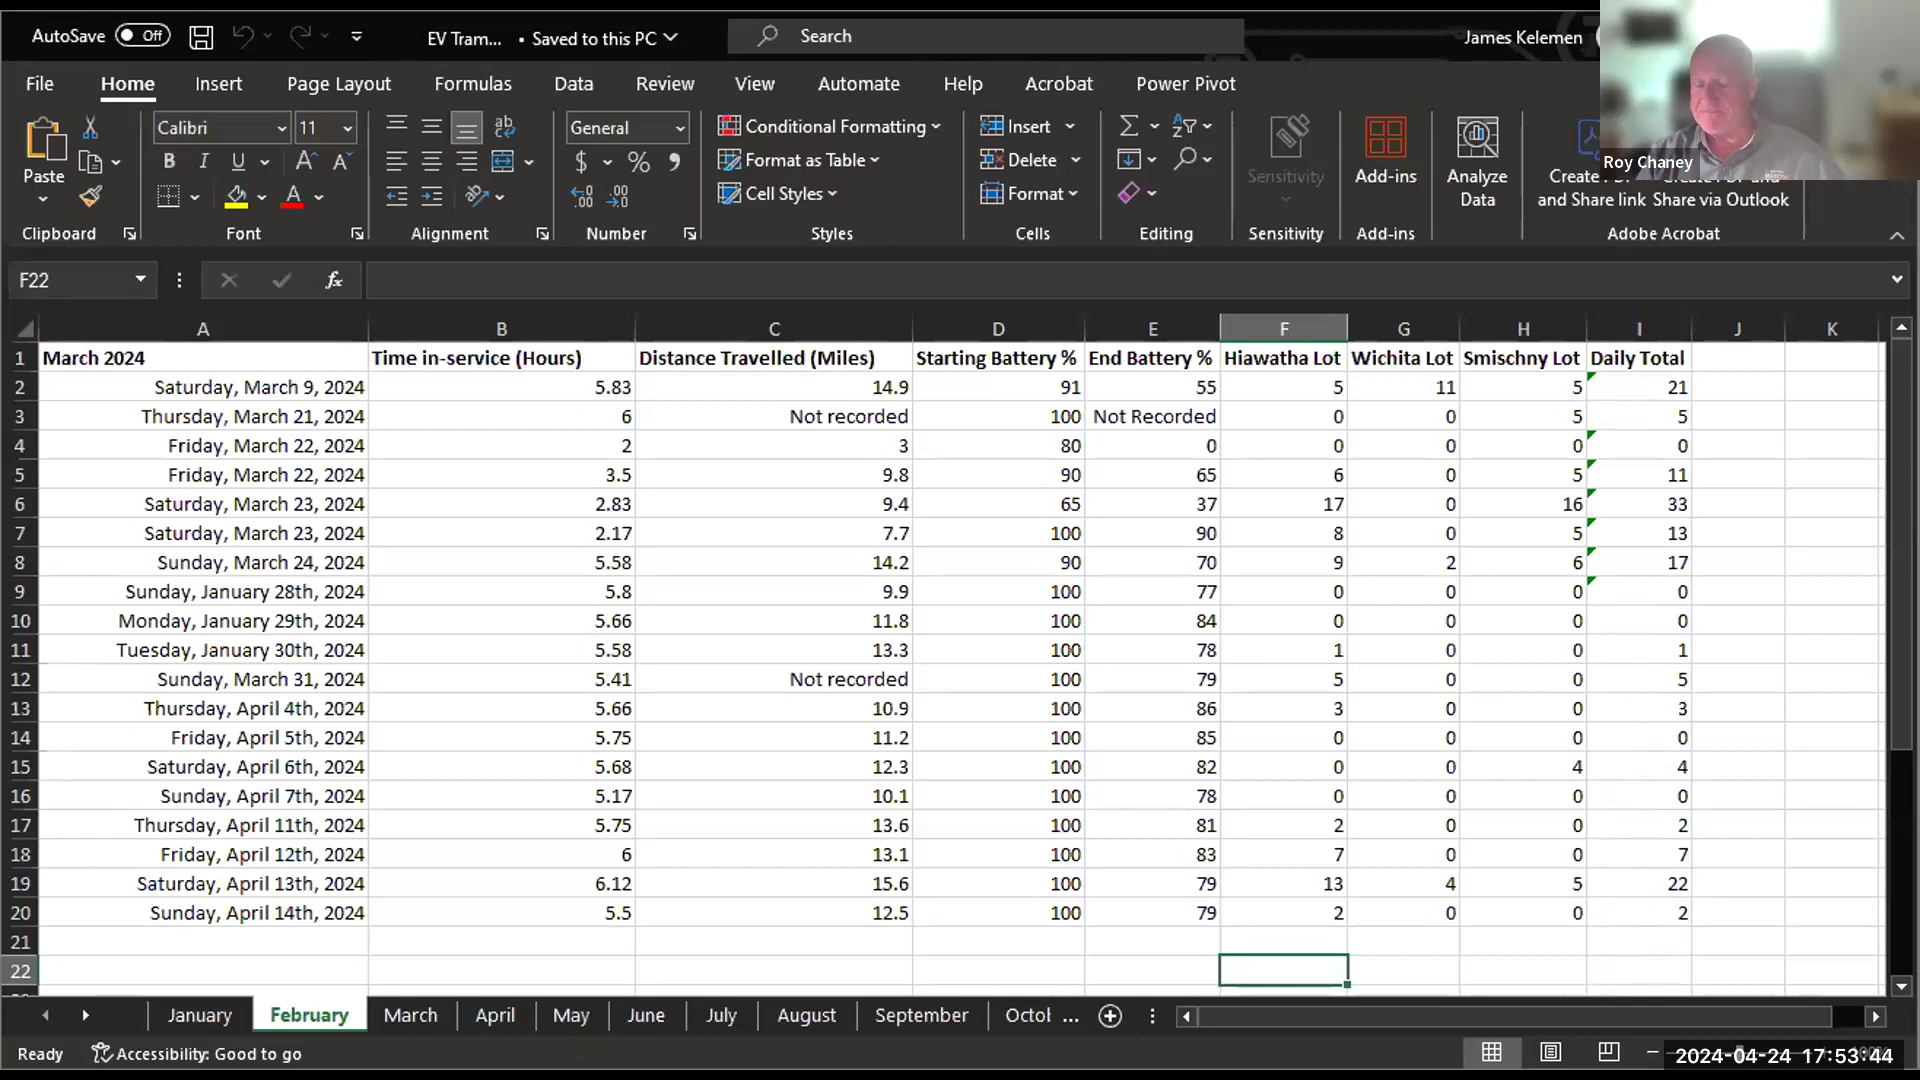 AutoSave Off EV Tram... • Saved to this PC Search James Kelemen
File Home Insert Page Layout Formulas Data Review View Automate Help Acrobat Power Pivot
Roy Chaney
Paste
Calibri 11
General
Conditional Formatting
Format as Table
Cell Styles
Insert
Delete
Format
Sensitivity
Add-ins
Analyze
Data
Create
and Share link Share via Outlook
Clipboard Font Alignment Number Styles Cells Editing Sensitivity Add-ins Adobe Acrobat
F22 fx
A B C D E F G H I J K
1 March 2024 Time in-service (Hours) Distance Travelled (Miles) Starting Battery % End Battery % Hiawatha Lot Wichita Lot Smischny Lot Daily Total
2 Saturday, March 9, 2024 5.83 14.9 91 55 5 11 5 21
3 Thursday, March 21, 2024 6 Not recorded 100 Not Recorded 0 0 5 5
4 Friday, March 22, 2024 2 3 80 0 0 0 0 0
5 Friday, March 22, 2024 3.5 9.8 90 65 6 0 5 11
6 Saturday, March 23, 2024 2.83 9.4 65 37 17 0 16 33
7 Saturday, March 23, 2024 2.17 7.7 100 90 8 0 5 13
8 Sunday, March 24, 2024 5.58 14.2 90 70 9 2 6 17
9 Sunday, January 28th, 2024 5.8 9.9 100 77 0 0 0 0
10 Monday, January 29th, 2024 5.66 11.8 100 84 0 0 0 0
11 Tuesday, January 30th, 2024 5.58 13.3 100 78 1 0 0 1
12 Sunday, March 31, 2024 5.41 Not recorded 100 79 5 0 0 5
13 Thursday, April 4th, 2024 5.66 10.9 100 86 3 0 0 3
14 Friday, April 5th, 2024 5.75 11.2 100 85 0 0 0 0
15 Saturday, April 6th, 2024 5.68 12.3 100 82 0 0 4 4
16 Sunday, April 7th, 2024 5.17 10.1 100 78 0 0 0 0
17 Thursday, April 11th, 2024 5.75 13.6 100 81 2 0 0 2
18 Friday, April 12th, 2024 6 13.1 100 83 7 0 0 7
19 Saturday, April 13th, 2024 6.12 15.6 100 79 13 4 5 22
20 Sunday, April 14th, 2024 5.5 12.5 100 79 2 0 0 2
21
22
January February March April May June July August September Octol ...
Ready Accessibility: Good to go
2024-04-24 17:53:44